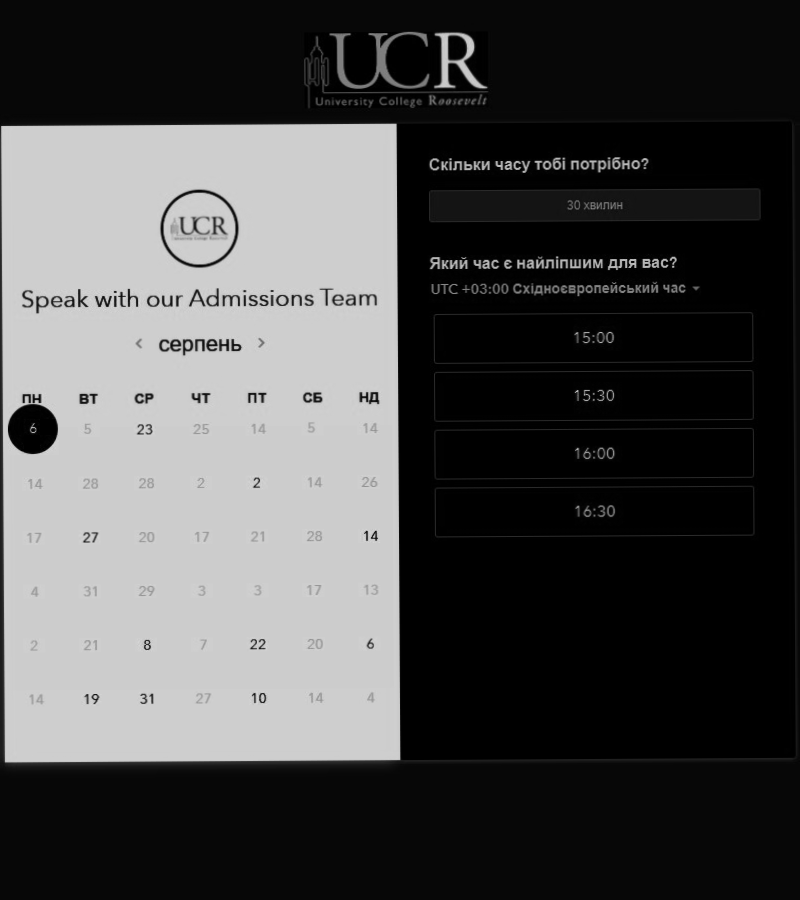 UCR
University College Roosevelt
UCR
University College Roosevelt
Speak with our Admissions Team
серпень
ПН ВТ СР ЧТ ПТ СБ НД
6 5 23 25 14 5 14
14 28 28 2 2 14 26
17 27 20 17 21 28 14
4 31 29 3 3 17 13
2 21 8 7 22 20 6
14 19 31 27 10 14 4
Скільки часу тобі потрібно?
30 хвилин
Який час є найліпшим для вас?
UTC +03:00 Східноєвропейський час
15:00
15:30
16:00
16:30